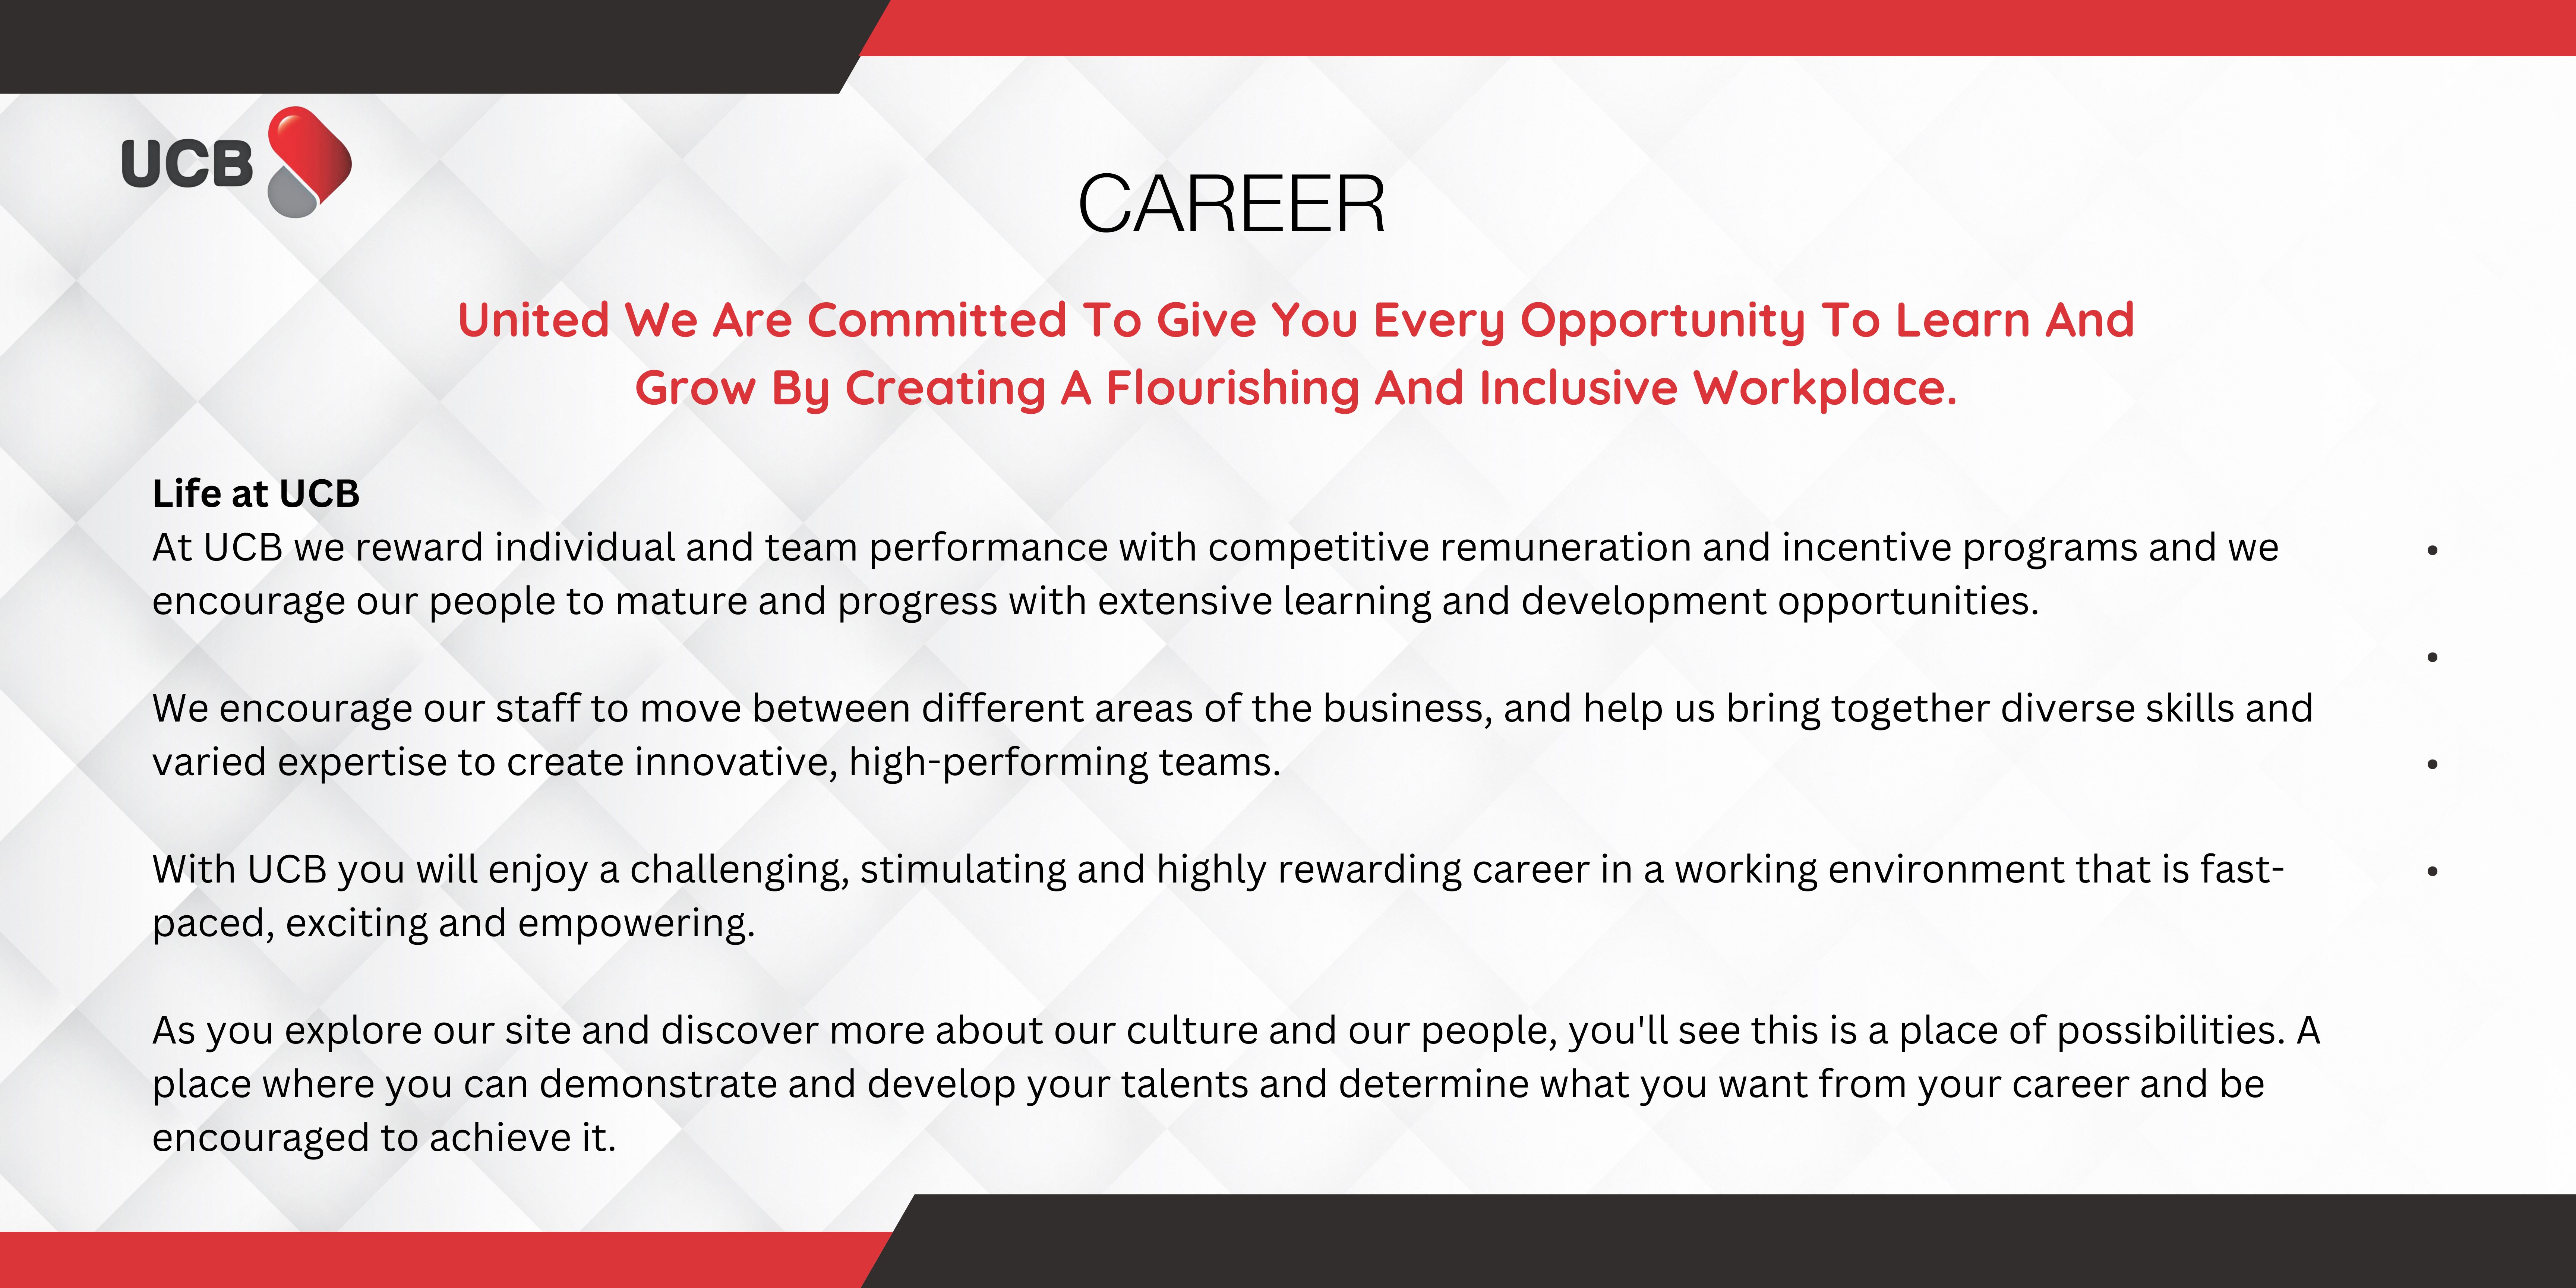 UCB
CAREER
United We Are Committed To Give You Every Opportunity To Learn And
Grow By Creating A Flourishing And Inclusive Workplace.
Life at UCB
At UCB we reward individual and team performance with competitive remuneration and incentive programs and we
encourage our people to mature and progress with extensive learning and development opportunities.
We encourage our staff to move between different areas of the business, and help us bring together diverse skills and
varied expertise to create innovative, high-performing teams.
With UCB you will enjoy a challenging, stimulating and highly rewarding career in a working environment that is fast-
paced, exciting and empowering.
As you explore our site and discover more about our culture and our people, you'll see this is a place of possibilities. A
place where you can demonstrate and develop your talents and determine what you want from your career and be
encouraged to achieve it.